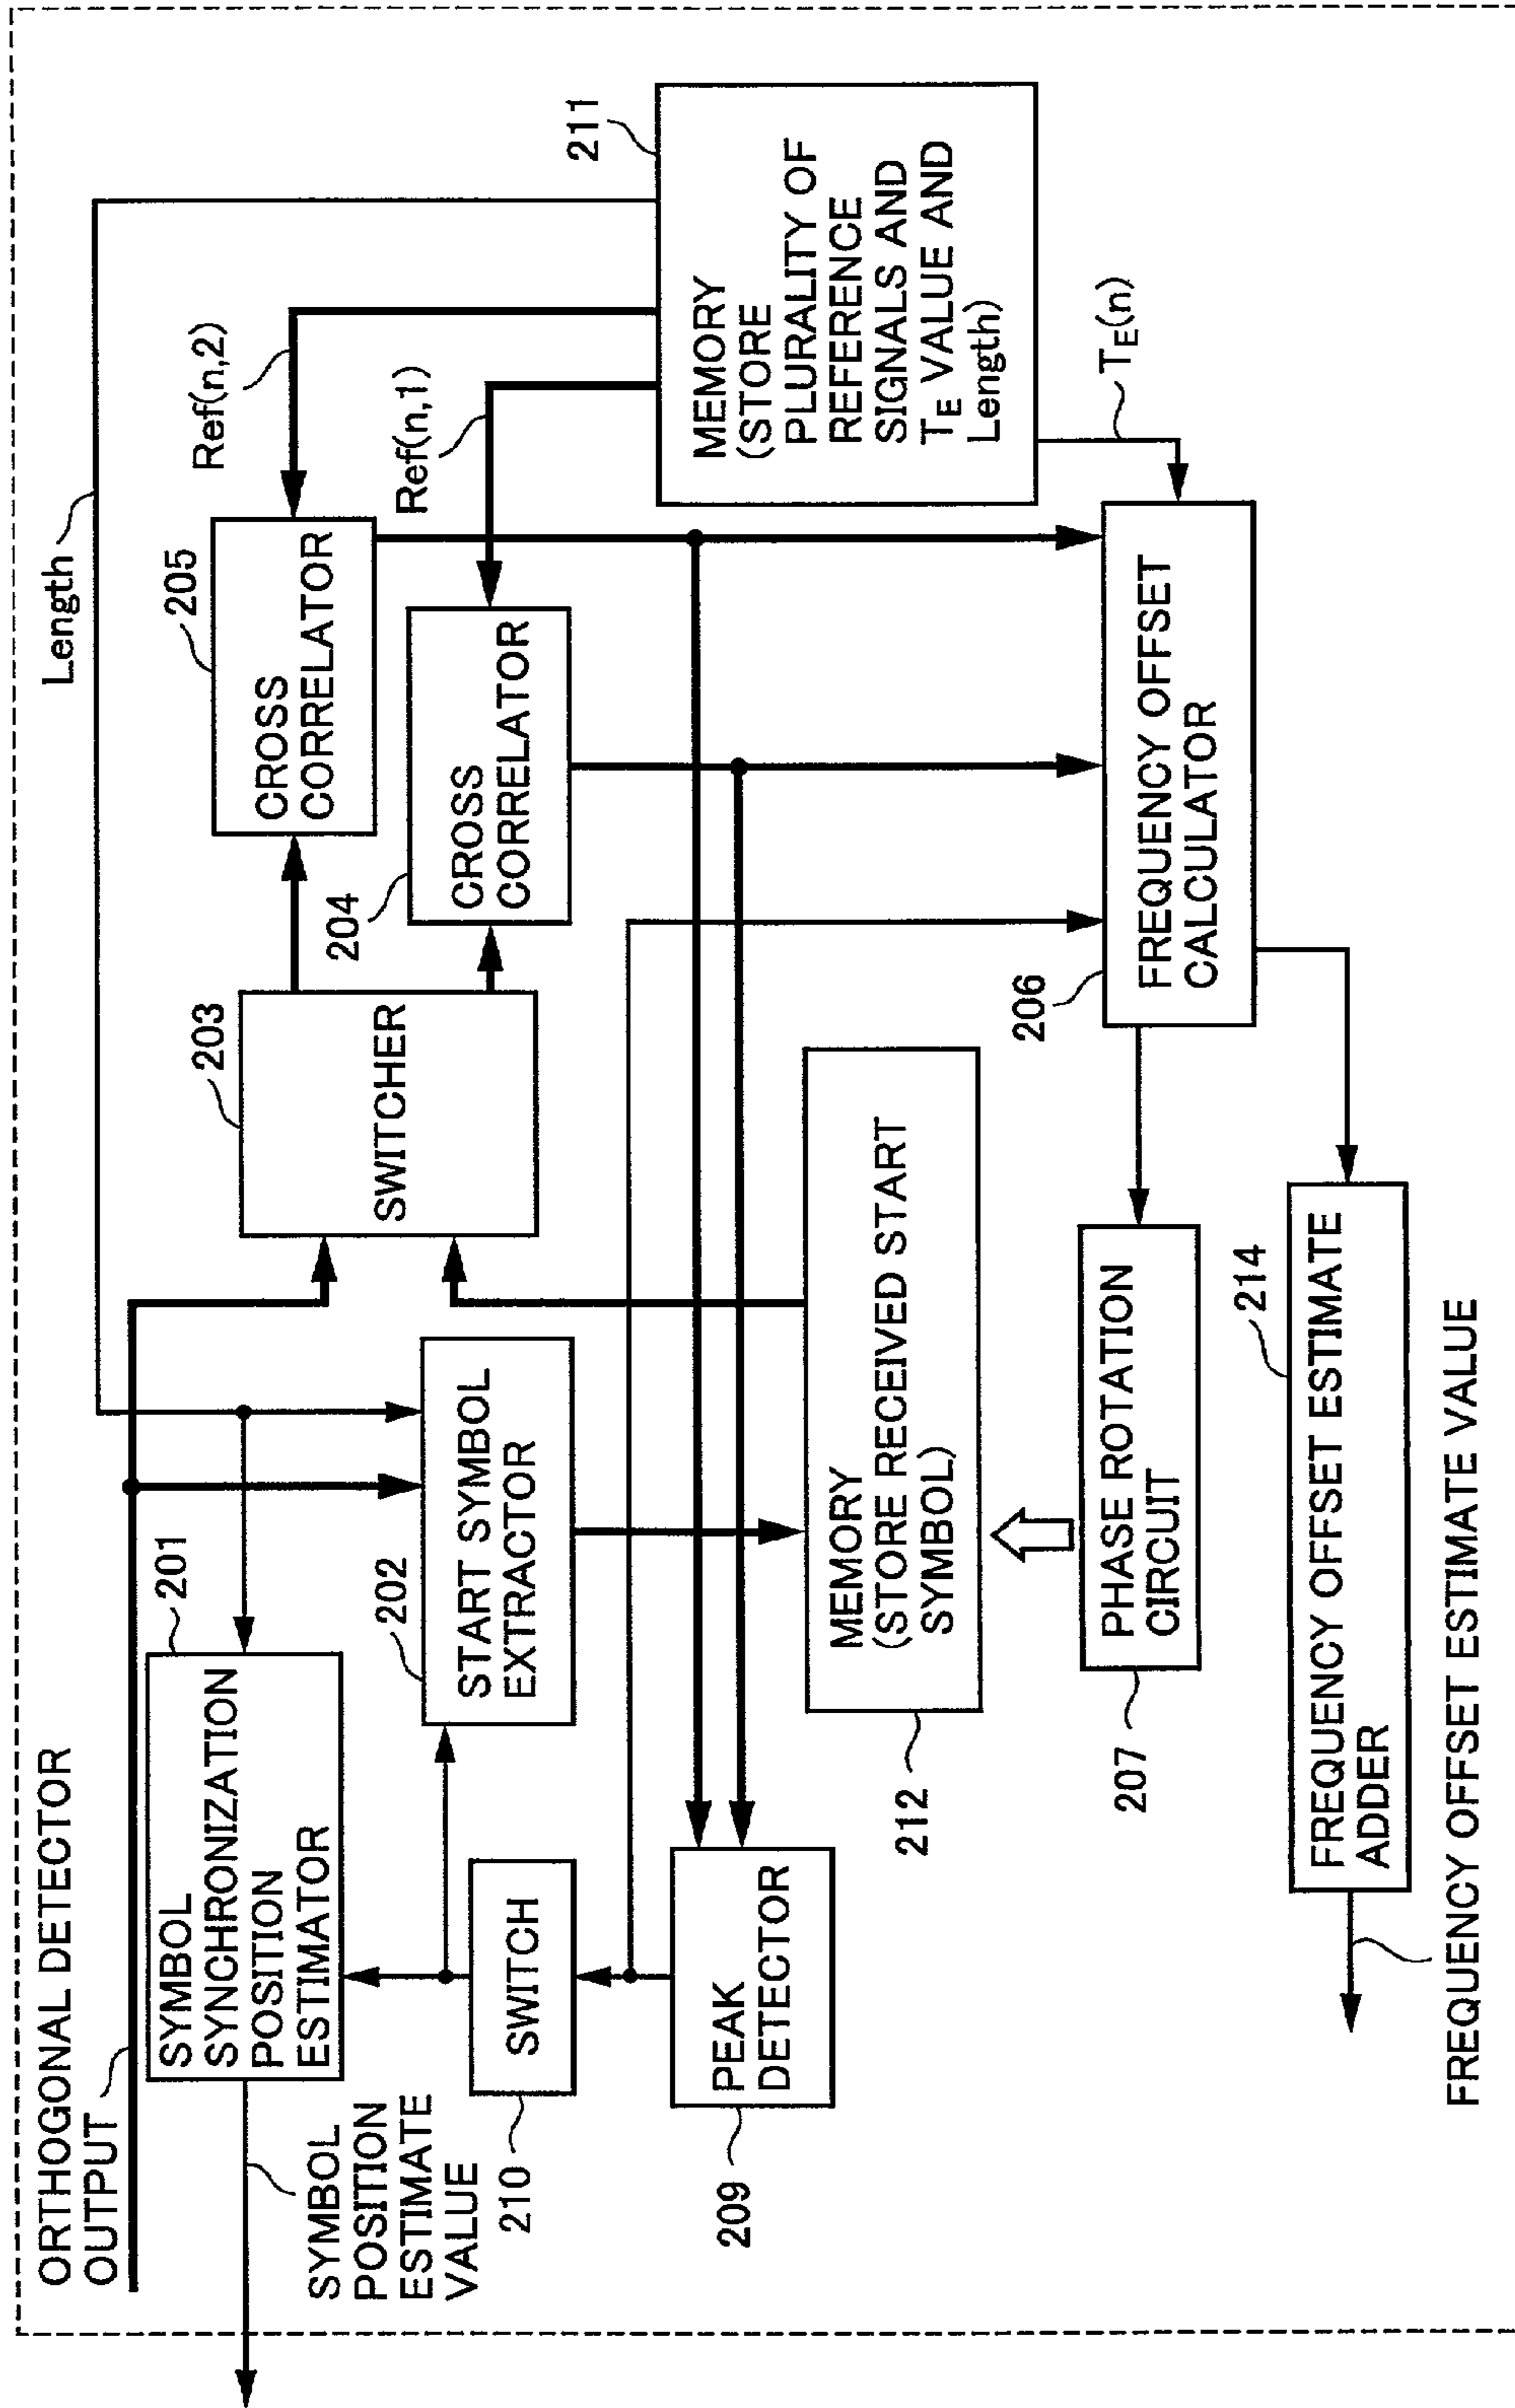 ORTHOGONAL DETECTOR
OUTPUT
Length
SYMBOL
SYNCHRONIZATION
POSITION
ESTIMATOR
201
SYMBOL
POSITION
ESTIMATE
VALUE
START SYMBOL
EXTRACTOR
202
SWITCHER
203
CROSS
CORRELATOR
205
Ref(n,2)
CROSS
CORRELATOR
204
Ref(n,1)
211
MEMORY
(STORE
PLURALITY OF
REFERENCE
SIGNALS AND
TE VALUE AND
Length)
TE(n)
SWITCH
210
PEAK
DETECTOR
209
MEMORY
(STORE RECEIVED START
SYMBOL)
212
FREQUENCY OFFSET
CALCULATOR
206
PHASE ROTATION
CIRCUIT
207
FREQUENCY OFFSET ESTIMATE
ADDER
214
FREQUENCY OFFSET ESTIMATE VALUE